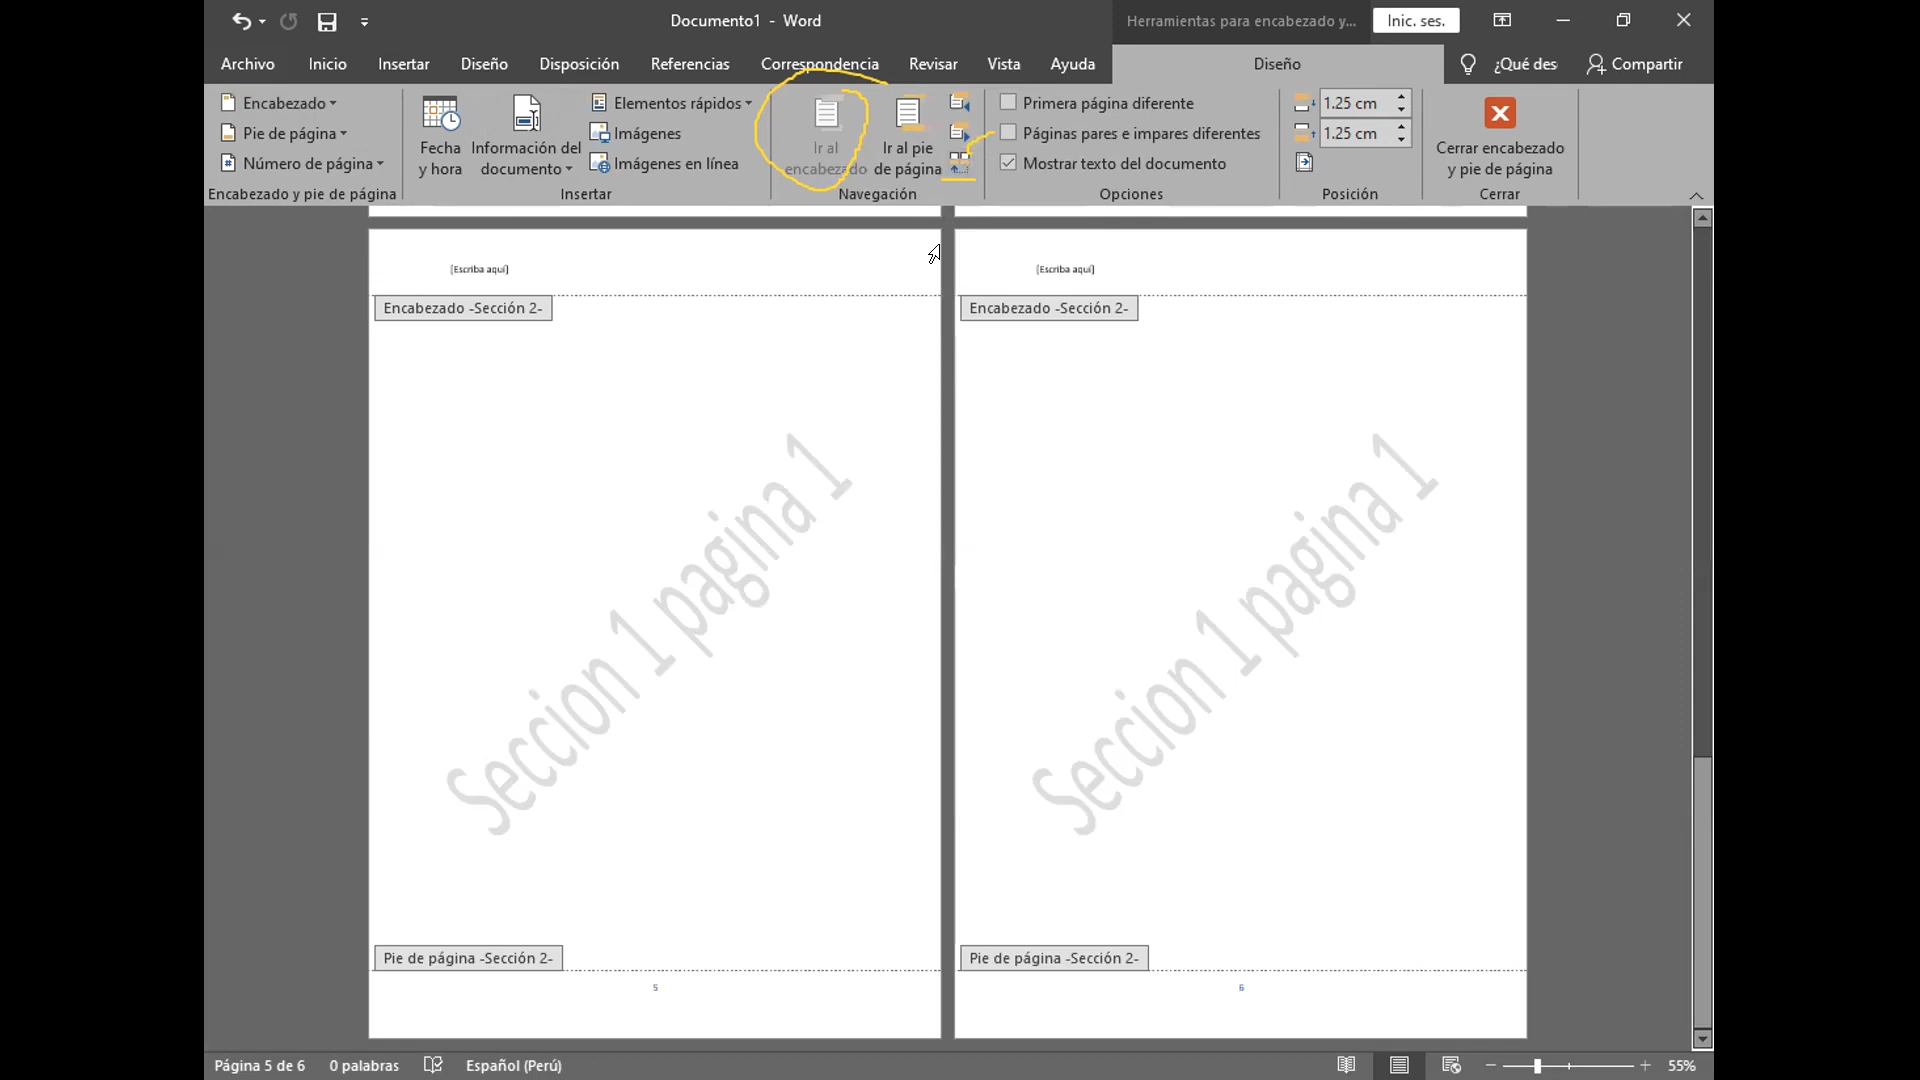 Documento1 - Word
Herramientas para encabezado y...
Inic. ses.
Archivo
Inicio
Insertar
Diseño
Disposición
Referencias
Correspondencia
Revisar
Vista
Ayuda
Diseño
¿Qué des
Compartir
Encabezado
Pie de página
Número de página
Encabezado y pie de página
Fecha
y hora
Información del
documento
Elementos rápidos
Imágenes
Imágenes en línea
Insertar
Ir al
encabezado
Ir al pie
de página
Navegación
Primera página diferente
Páginas pares e impares diferentes
Mostrar texto del documento
Opciones
1.25 cm
1.25 cm
Posición
Cerrar encabezado
y pie de página
Cerrar
[Escriba aquí]
Encabezado -Sección 2-
Seccion 1 pagina 1
Pie de página -Sección 2-
5
[Escriba aquí]
Encabezado -Sección 2-
Seccion 1 pagina 1
Pie de página -Sección 2-
6
Página 5 de 6
0 palabras
Español (Perú)
55%